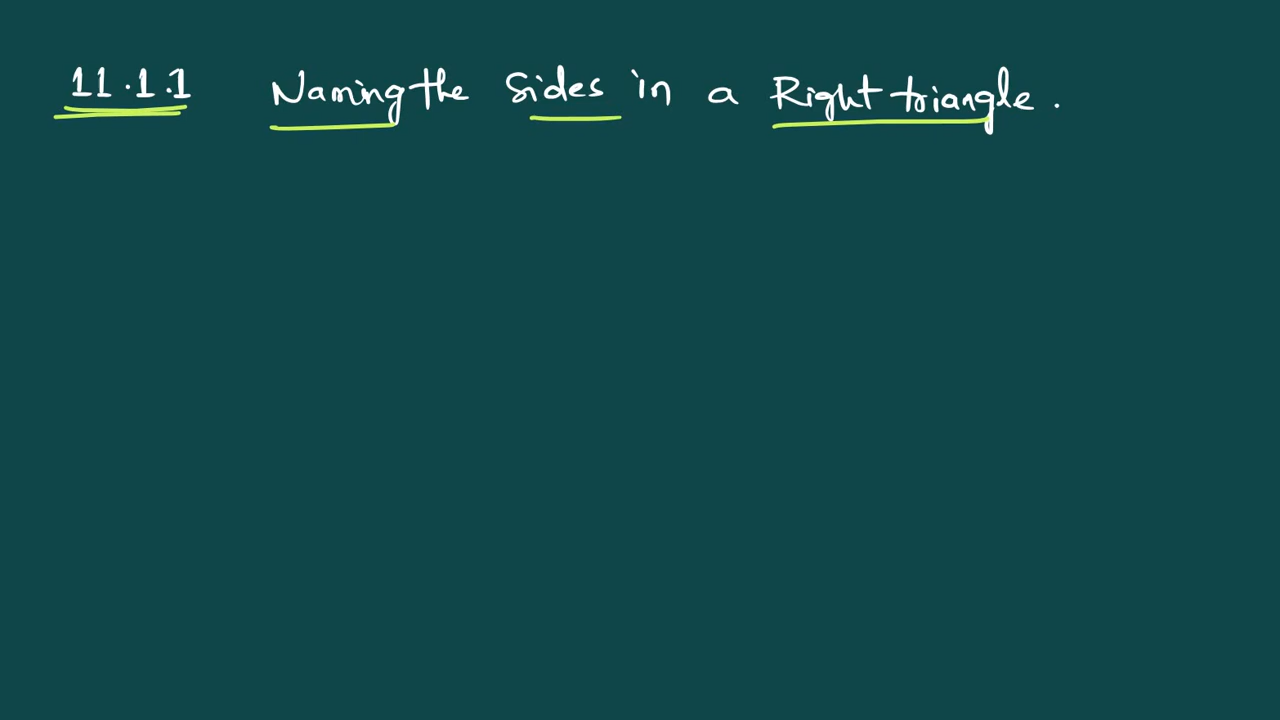 11.1.1 Naming the sides in a Right triangle.